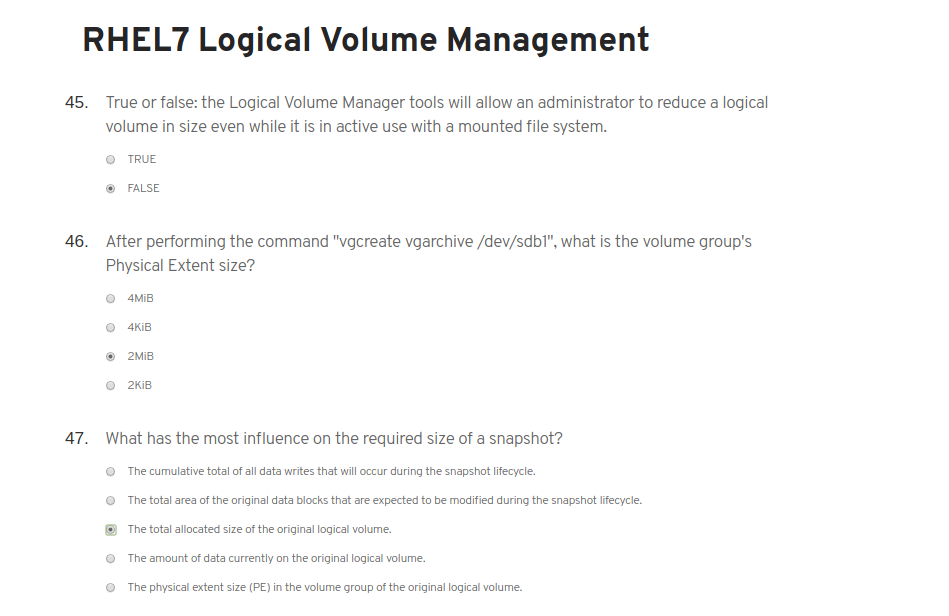 RHEL7 Logical Volume Management
45. True or false: the Logical Volume Manager tools will allow an administrator to reduce a logical
volume in size even while it is in active use with a mounted file system.
TRUE
FALSE
46. After performing the command "vgcreate vgarchive /dev/sdb1", what is the volume group's
Physical Extent size?
4MiB
4KiB
2MiB
2KiB
47. What has the most influence on the required size of a snapshot?
The cumulative total of all data writes that will occur during the snapshot lifecycle.
The total area of the original data blocks that are expected to be modified during the snapshot lifecycle.
The total allocated size of the original logical volume.
The amount of data currently on the original logical volume.
The physical extent size (PE) in the volume group of the original logical volume.